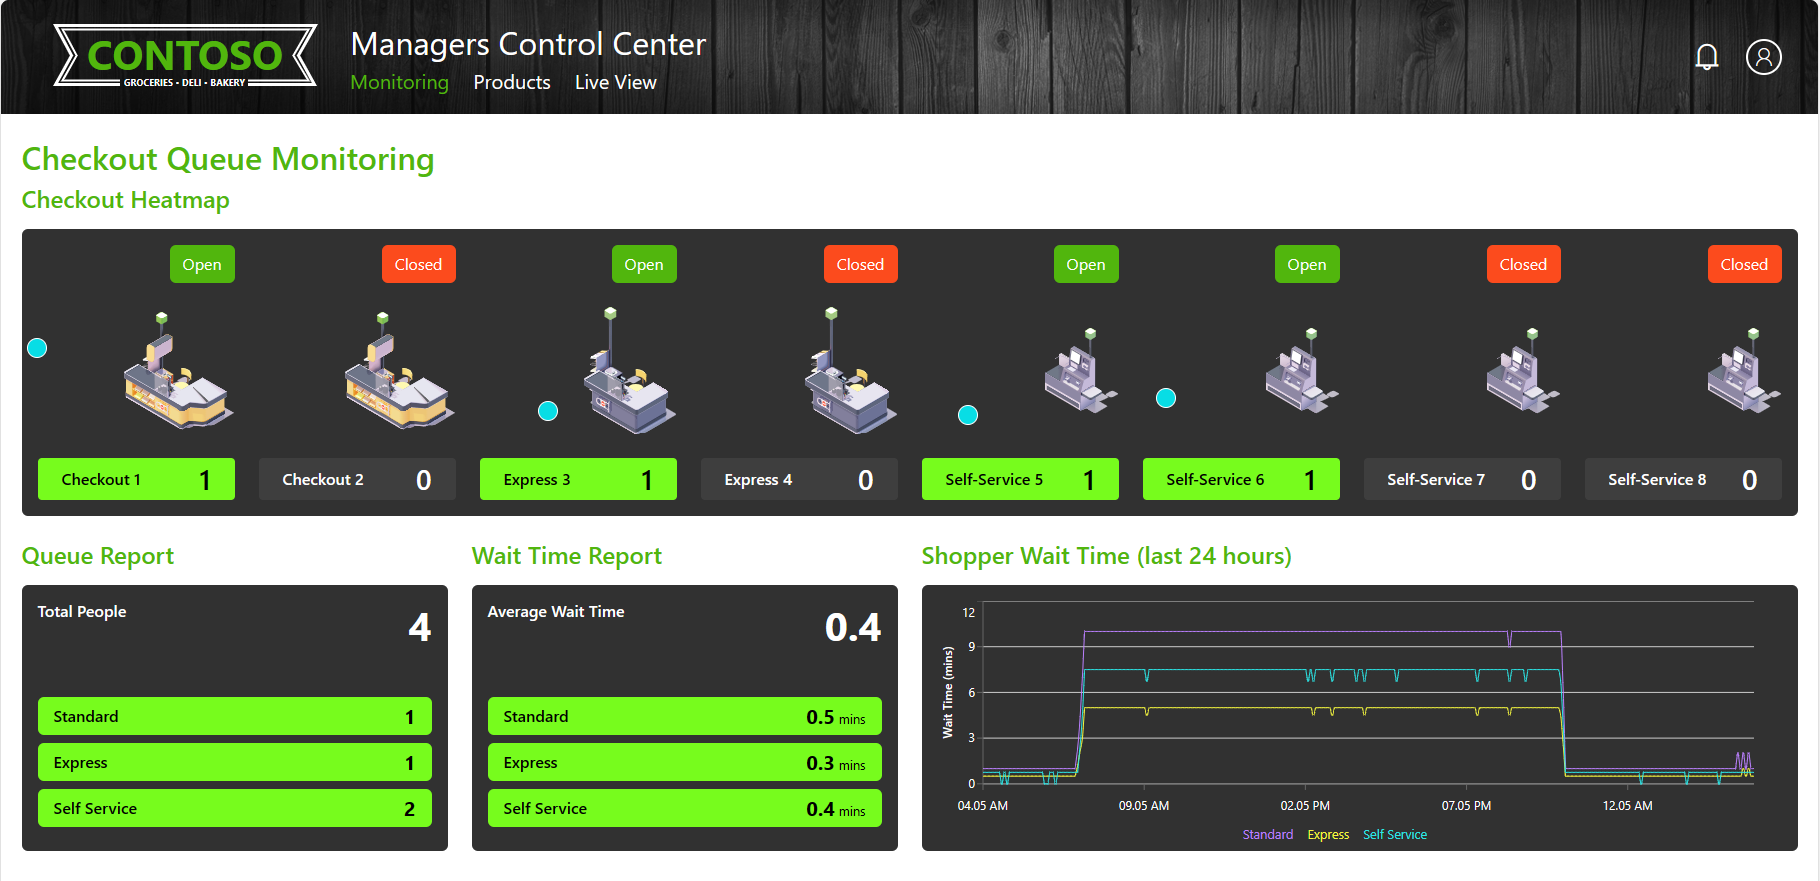 CONTOSO
GROCERIES • DELI • BAKERY
Managers Control Center
Monitoring Products Live View
Checkout Queue Monitoring
Checkout Heatmap
Open Closed Open Closed Open Open Closed Closed
Checkout 1 1 Checkout 2 0 Express 3 1 Express 4 0 Self-Service 5 1 Self-Service 6 1 Self-Service 7 0 Self-Service 8 0
Queue Report
Total People 4
Standard 1
Express 1
Self Service 2
Wait Time Report
Average Wait Time 0.4
Standard 0.5 mins
Express 0.3 mins
Self Service 0.4 mins
Shopper Wait Time (last 24 hours)
Wait Time (mins)
12
9
6
3
0
04.05 AM 09.05 AM 02.05 PM 07.05 PM 12.05 AM
Standard Express Self Service